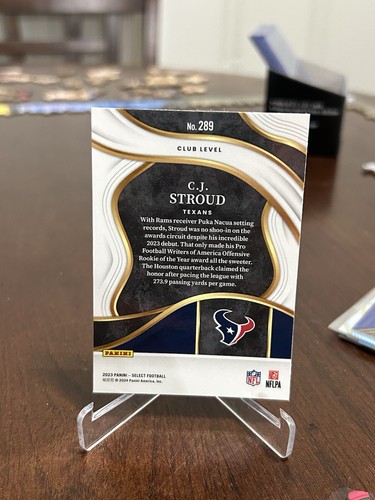 No. 289
CLUB LEVEL
C.J.
STROUD
TEXANS
With Rams receiver Puka Nacua setting
records, Stroud was no shoo-in on the
awards circuit despite his incredible
2023 debut. That only made his Pro
Football Writers of America Offensive
Rookie of the Year award all the sweeter.
The Houston quarterback claimed the
honor after pacing the league with
273.9 passing yards per game.
PANINI
2023 PANINI - SELECT FOOTBALL
© 2024 Panini America, Inc.
NFL
NFLPA